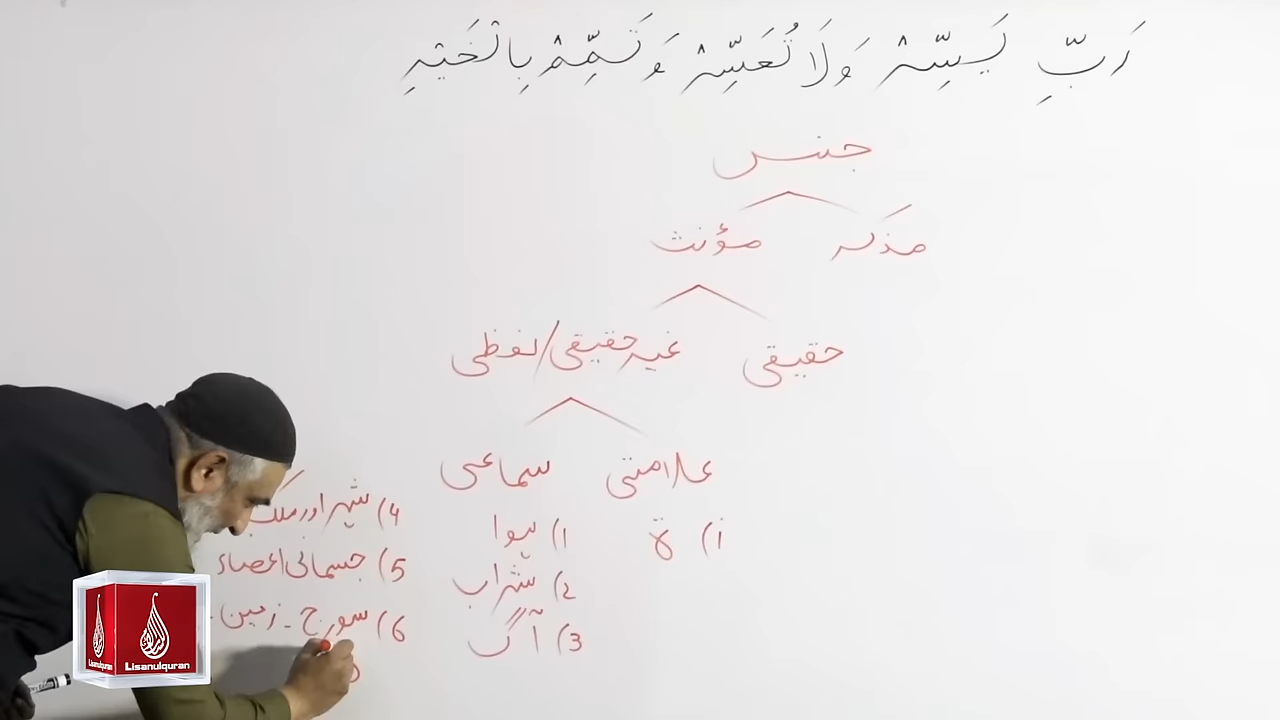 رَبِّ يَسِّرْ وَلَا تُعَسِّرْ وَ تَمِّمْ بِالْخَيْرِ
جنس
مذکر مؤنث
حقیقی غیر حقیقی/لفظی
علامتی سماعی
i) ۃ
1) ہوا
2) شراب
3) آگ
4) شہر اور ملک
5) جسمانی اعضاء
6) سورج - زمین -
Lisanulquran
Lisanulquran